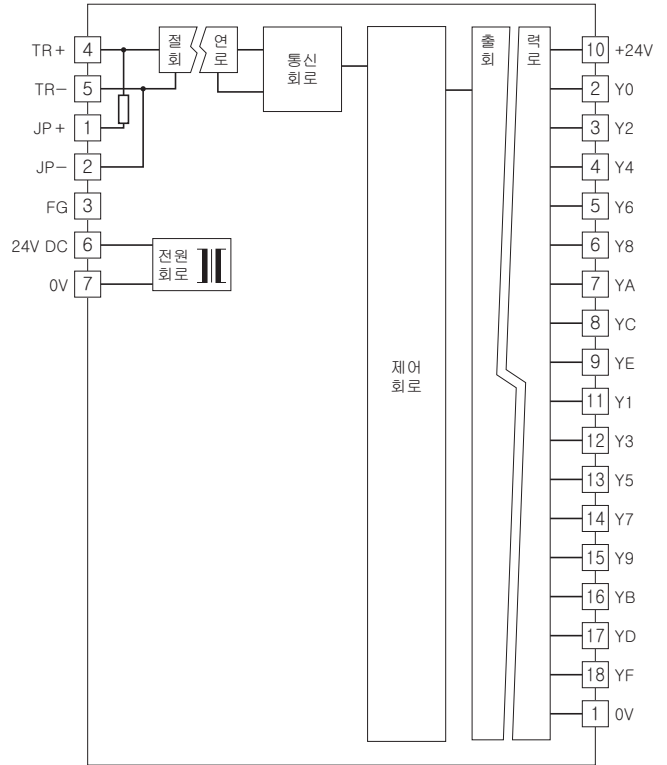 TR+ 4
TR− 5
JP+ 1
JP− 2
FG 3
24V DC 6
0V 7
절 연
회 로
통신
회로
전원
회로
제어
회로
출 력
회 로
10 +24V
2 Y0
3 Y2
4 Y4
5 Y6
6 Y8
7 YA
8 YC
9 YE
11 Y1
12 Y3
13 Y5
14 Y7
15 Y9
16 YB
17 YD
18 YF
1 0V